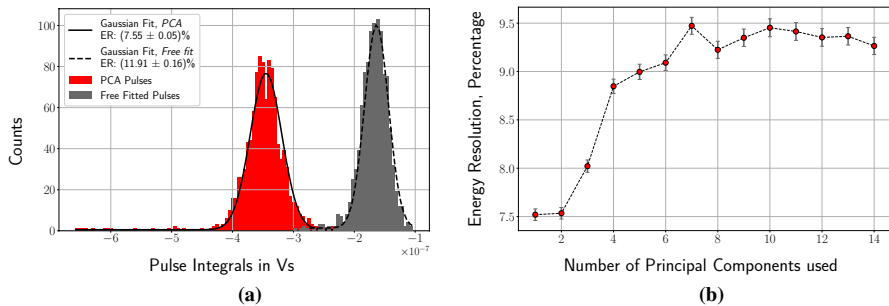 Gaussian Fit, PCA
ER: (7.55 ± 0.05)%
Gaussian Fit, Free fit
ER: (11.91 ± 0.16)%
PCA Pulses
Free Fitted Pulses
Counts
100
80
60
40
20
0
−6 −5 −4 −3 −2 −1
×10⁻⁷
Pulse Integrals in Vs
(a)
Energy Resolution, Percentage
9.5
9.0
8.5
8.0
7.5
2 4 6 8 10 12 14
Number of Principal Components used
(b)